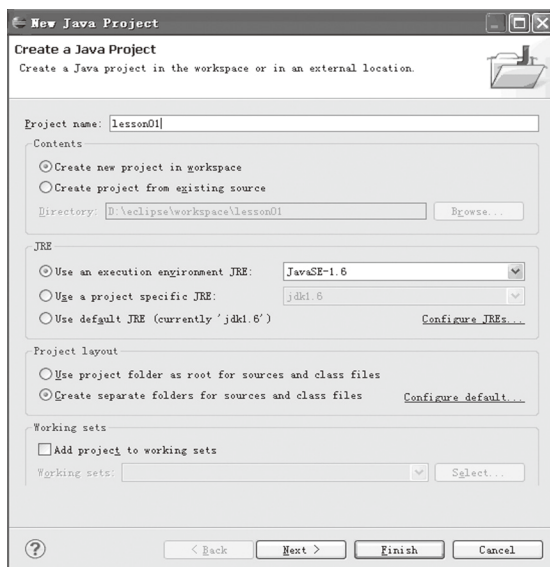 New Java Project
Create a Java Project
Create a Java project in the workspace or in an external location.
Project name: lesson01
Contents
Create new project in workspace
Create project from existing source
Directory: D:\eclipse\workspace\lesson01 Browse...
JRE
Use an execution environment JRE: JavaSE-1.6
Use a project specific JRE: jdk1.6
Use default JRE (currently 'jdk1.6') Configure JREs...
Project layout
Use project folder as root for sources and class files
Create separate folders for sources and class files Configure default...
Working sets
Add project to working sets
Working sets: Select...
? < Back Next > Finish Cancel